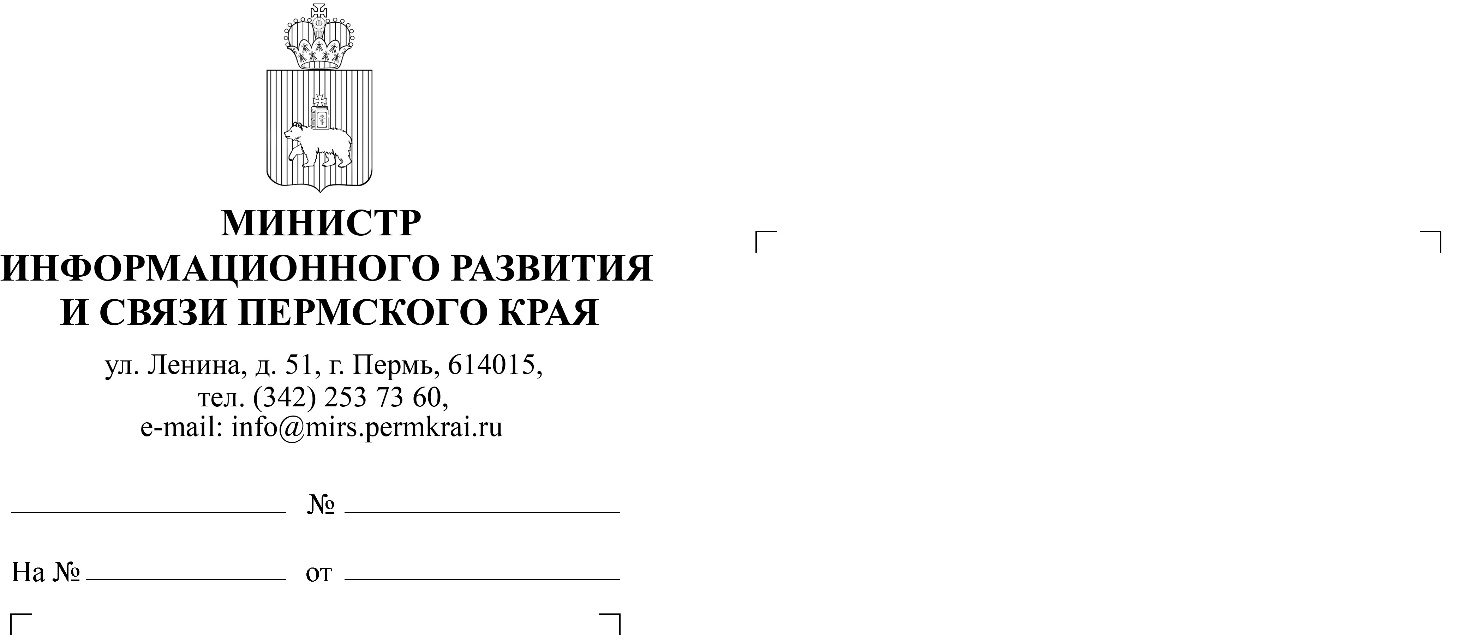 МИНИСТР
ИНФОРМАЦИОННОГО РАЗВИТИЯ
И СВЯЗИ ПЕРМСКОГО КРАЯ
ул. Ленина, д. 51, г. Пермь, 614015,
тел. (342) 253 73 60,
e-mail: info@mirs.permkrai.ru
№
На № от